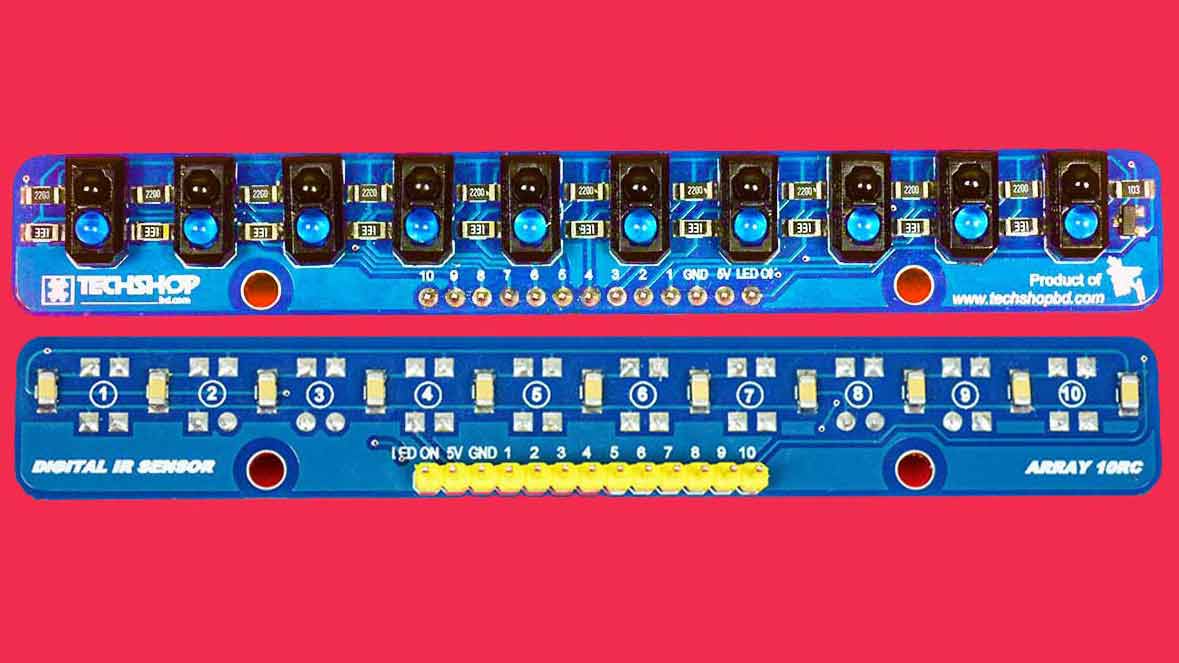 2200 2200 2200 2200 2200 2200 2200 2200 2200 2200 103
331 331 331 331 331 331 331 331 331 331
10 9 8 7 6 5 4 3 2 1 GND 5V LED ON
TECHSHOP
bd.com
Product of
www.techshopbd.com
1 2 3 4 5 6 7 8 9 10
LED ON 5V GND 1 2 3 4 5 6 7 8 9 10
DIGITAL IR SENSOR
ARRAY 10RC